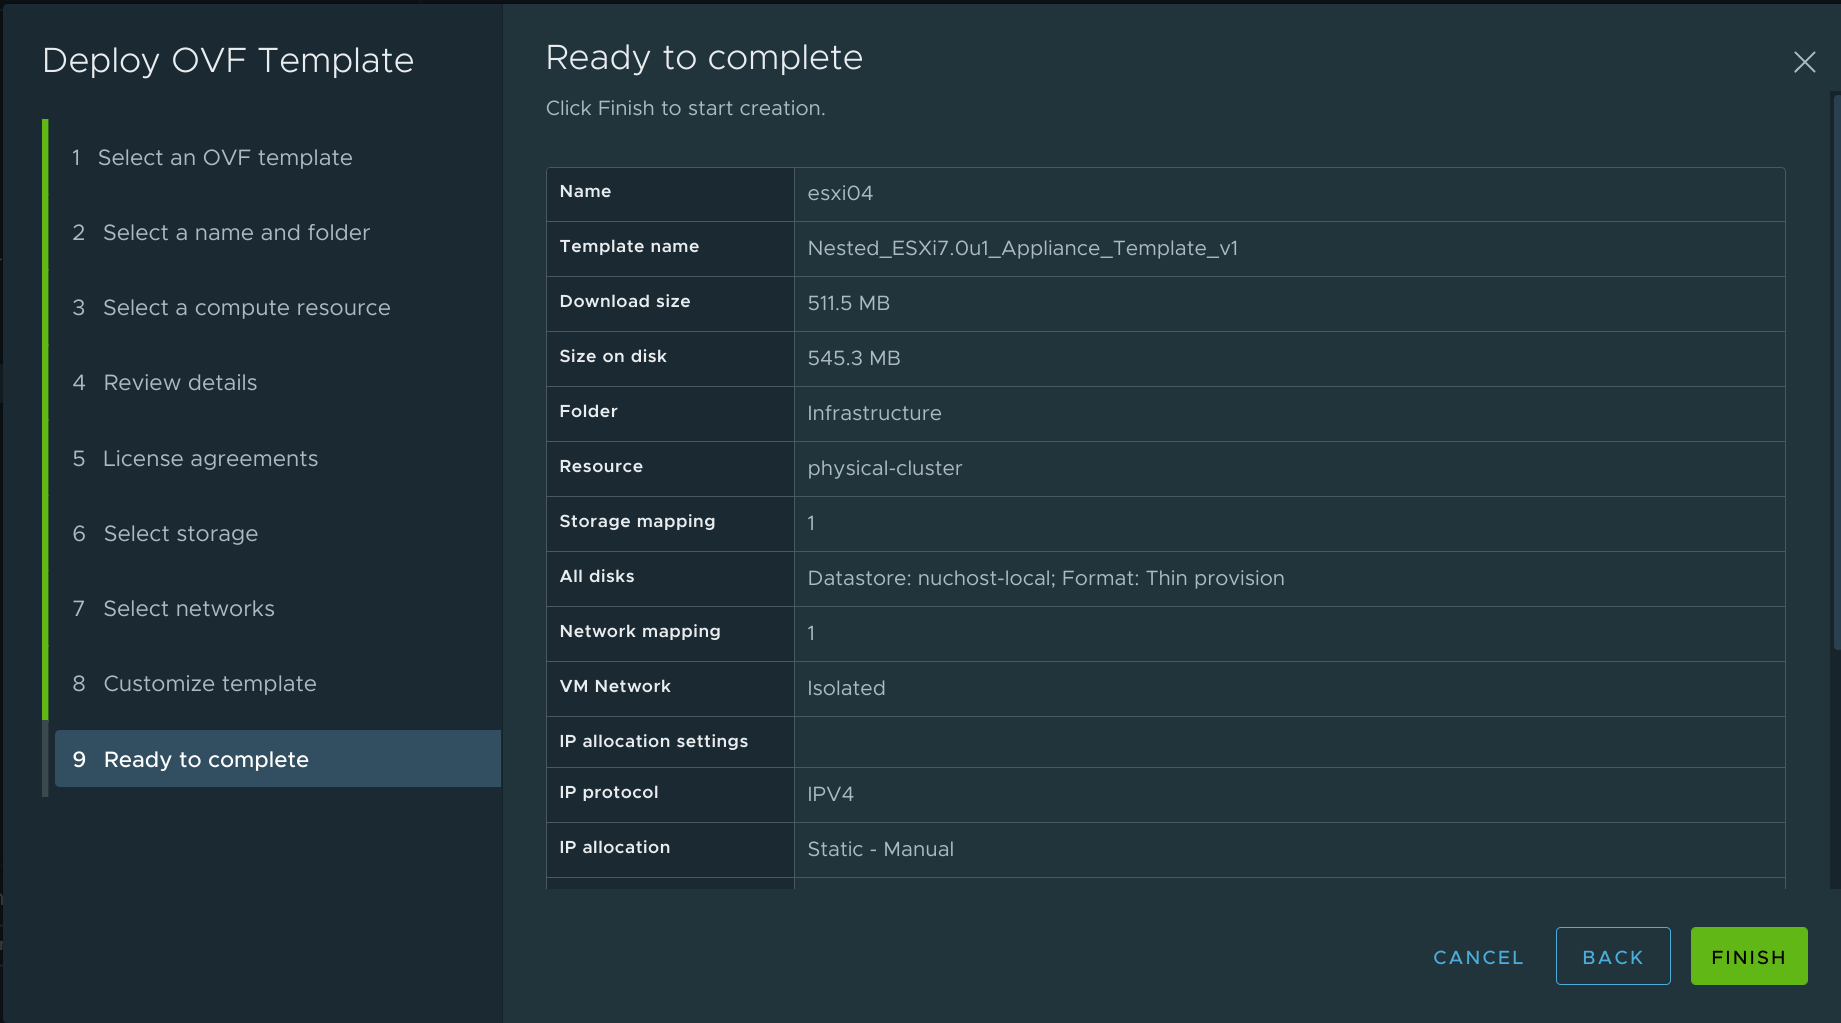 Deploy OVF Template
1 Select an OVF template
2 Select a name and folder
3 Select a compute resource
4 Review details
5 License agreements
6 Select storage
7 Select networks
8 Customize template
9 Ready to complete
Ready to complete
Click Finish to start creation.
Name esxi04
Template name Nested_ESXi7.0u1_Appliance_Template_v1
Download size 511.5 MB
Size on disk 545.3 MB
Folder Infrastructure
Resource physical-cluster
Storage mapping 1
All disks Datastore: nuchost-local; Format: Thin provision
Network mapping 1
VM Network Isolated
IP allocation settings
IP protocol IPV4
IP allocation Static - Manual
CANCEL BACK FINISH